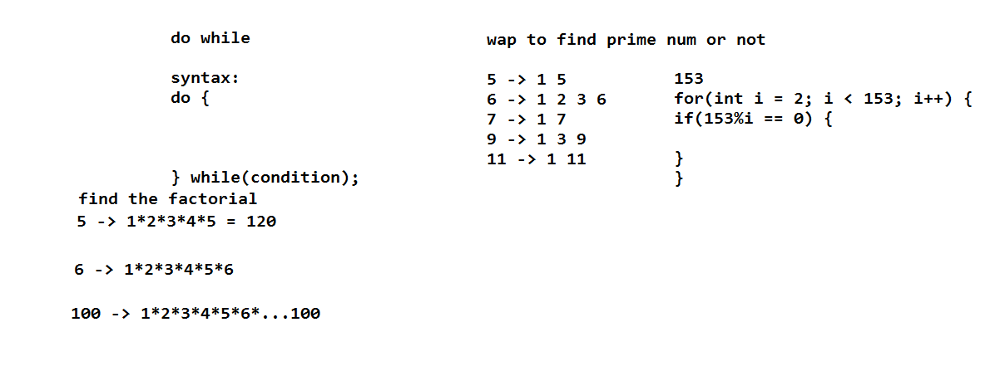 do while
syntax:
do {
} while(condition);
find the factorial
5 -> 1*2*3*4*5 = 120
6 -> 1*2*3*4*5*6
100 -> 1*2*3*4*5*6*...100
wap to find prime num or not
5 -> 1 5
6 -> 1 2 3 6
7 -> 1 7
9 -> 1 3 9
11 -> 1 11
153
for(int i = 2; i < 153; i++) {
if(153%i == 0) {
}
}